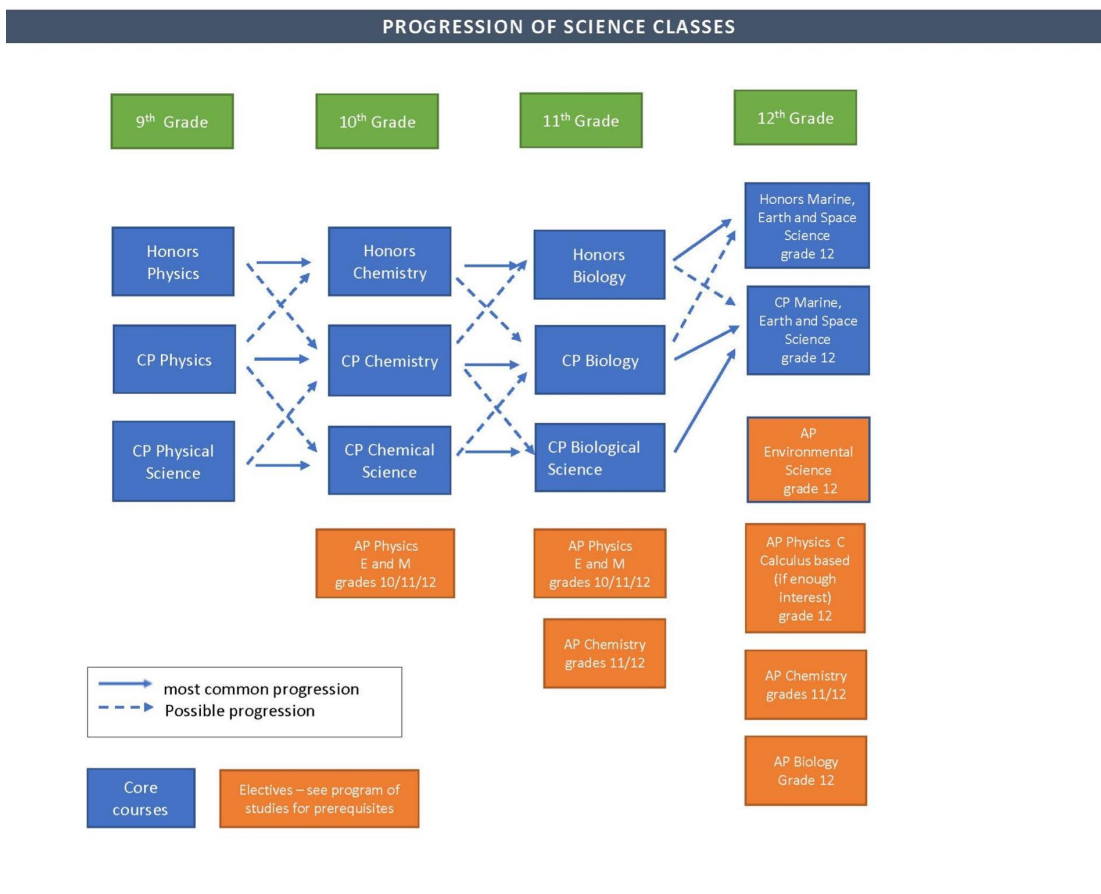 PROGRESSION OF SCIENCE CLASSES
9th Grade
10th Grade
11th Grade
12th Grade
Honors
Physics
Honors
Chemistry
Honors
Biology
Honors Marine,
Earth and Space
Science
grade 12
CP Physics
CP Chemistry
CP Biology
CP Marine,
Earth and Space
Science
grade 12
CP Physical
Science
CP Chemical
Science
CP Biological
Science
AP
Environmental
Science
grade 12
AP Physics
E and M
grades 10/11/12
AP Physics
E and M
grades 10/11/12
AP Physics C
Calculus based
(if enough
interest)
grade 12
AP Chemistry
grades 11/12
AP Chemistry
grades 11/12
AP Biology
Grade 12
most common progression
Possible progression
Core
courses
Electives – see program of
studies for prerequisites